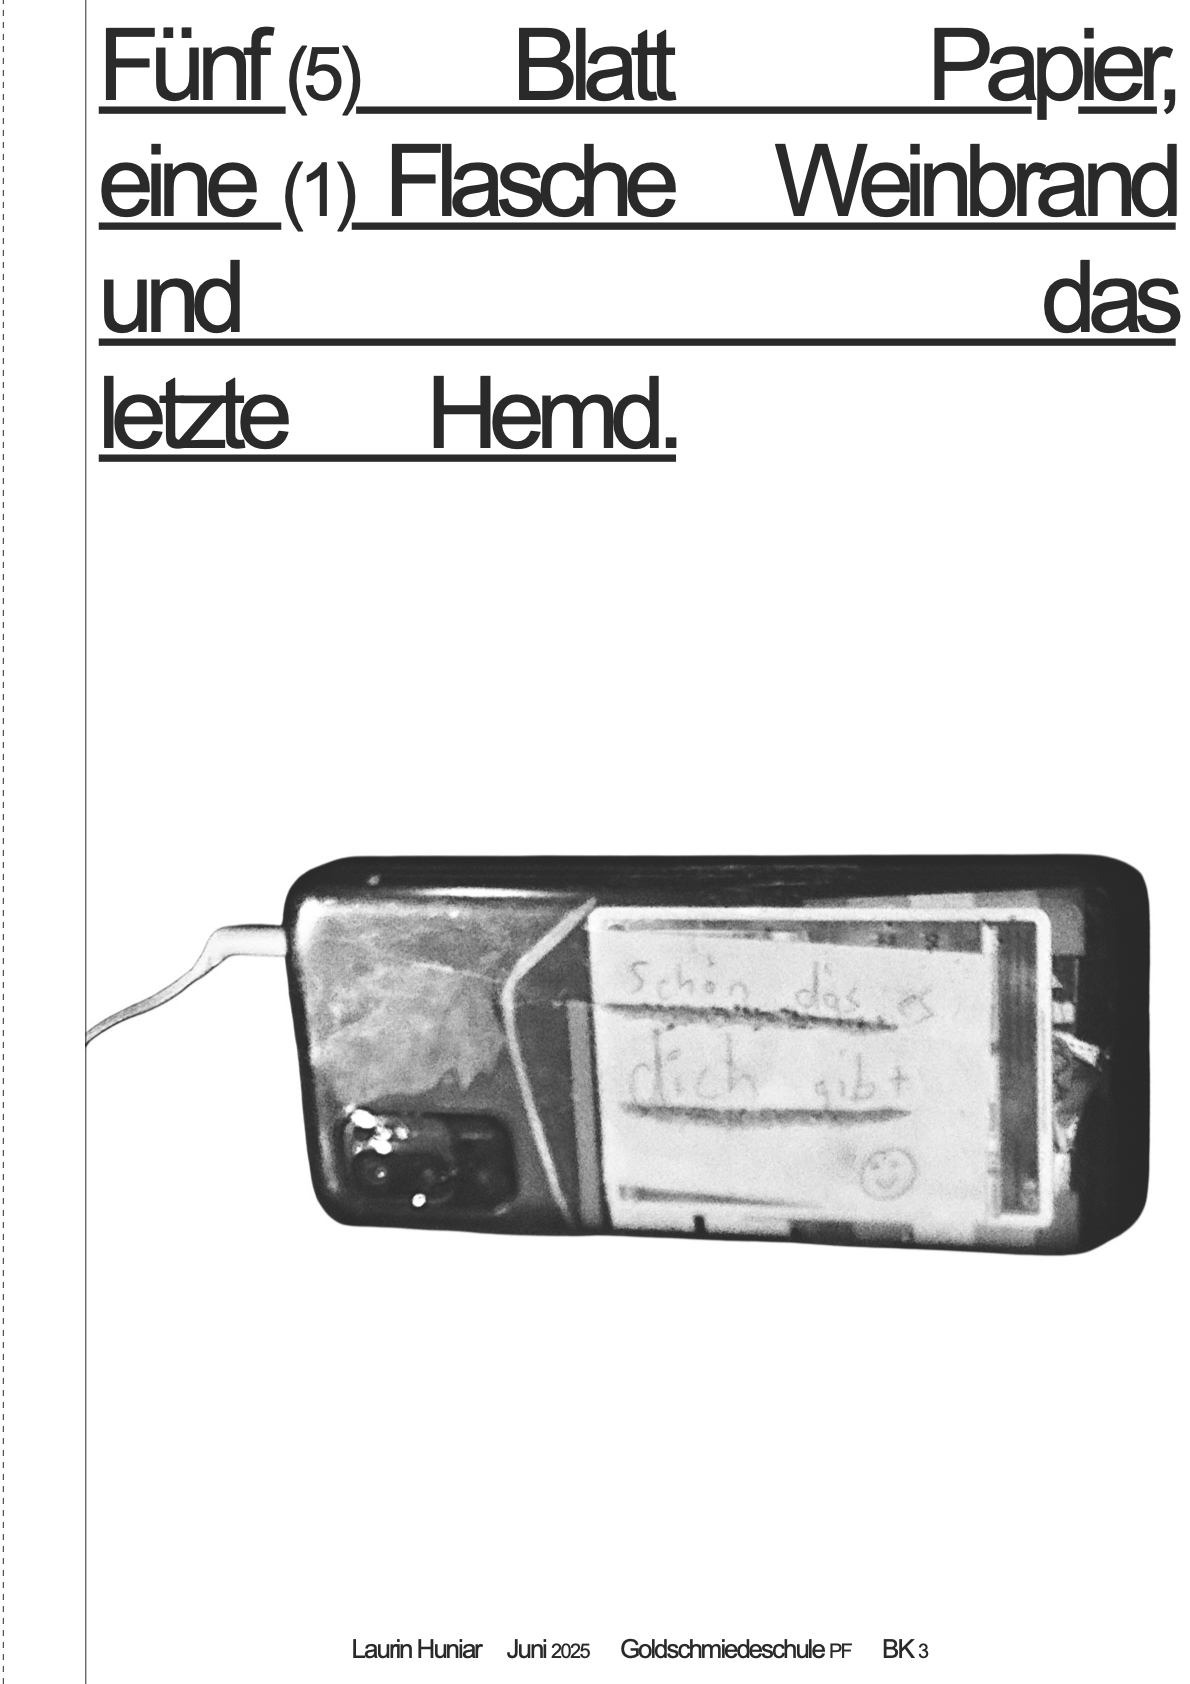 Fünf (5) Blatt Papier,
eine (1) Flasche Weinbrand
und das
letzte Hemd.
Schön das es
dich gibt
Laurin Huniar Juni 2025 Goldschmiedeschule PF BK 3